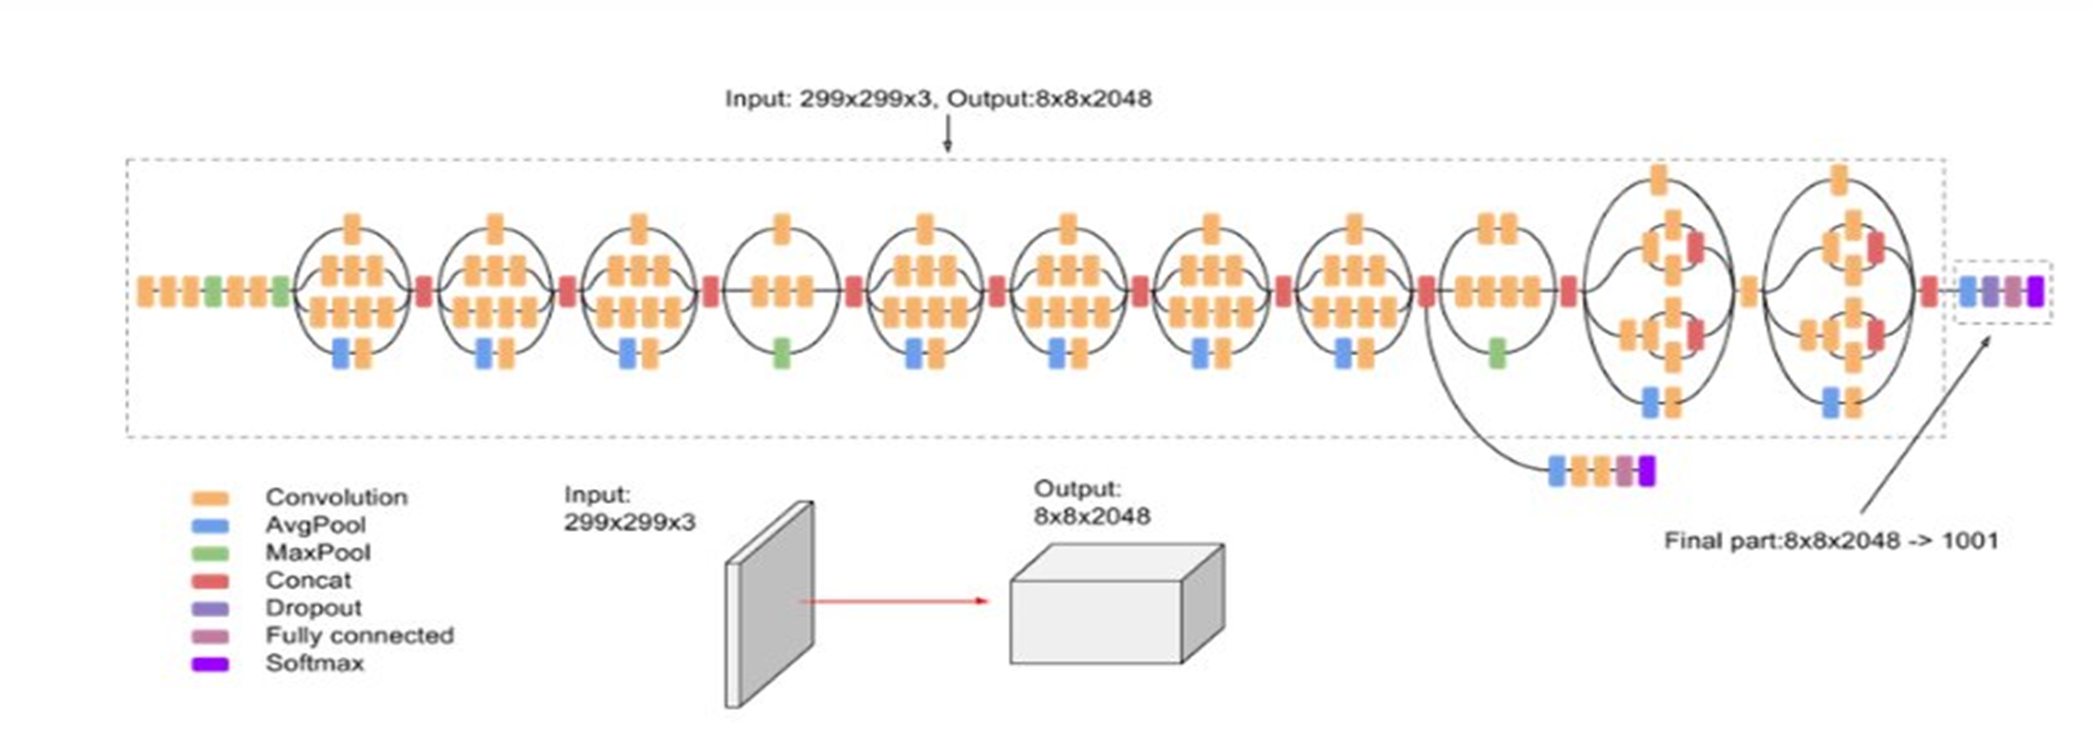 Input: 299x299x3, Output:8x8x2048
Convolution
AvgPool
MaxPool
Concat
Dropout
Fully connected
Softmax
Input:
299x299x3
Output:
8x8x2048
Final part:8x8x2048 -> 1001